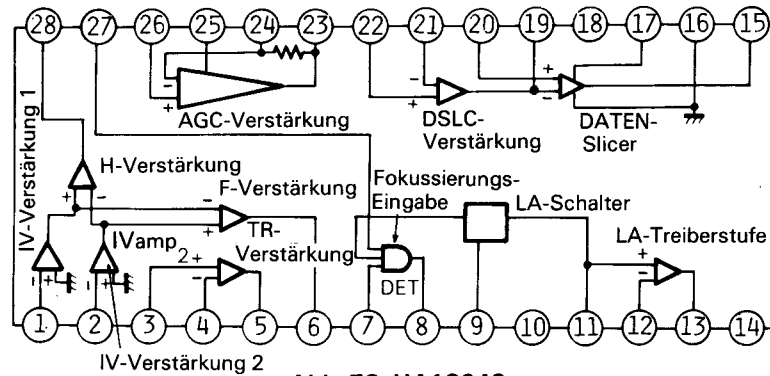 28 27 26 25 24 23 22 21 20 19 18 17 16 15
AGC-Verstärkung
DSLC-
Verstärkung
DATEN-
Slicer
IV-Verstärkung 1
H-Verstärkung
F-Verstärkung
TR-
Verstärkung
IVamp
2
Fokussierungs-
Eingabe
DET
LA-Schalter
LA-Treiberstufe
1 2 3 4 5 6 7 8 9 10 11 12 13 14
IV-Verstärkung 2